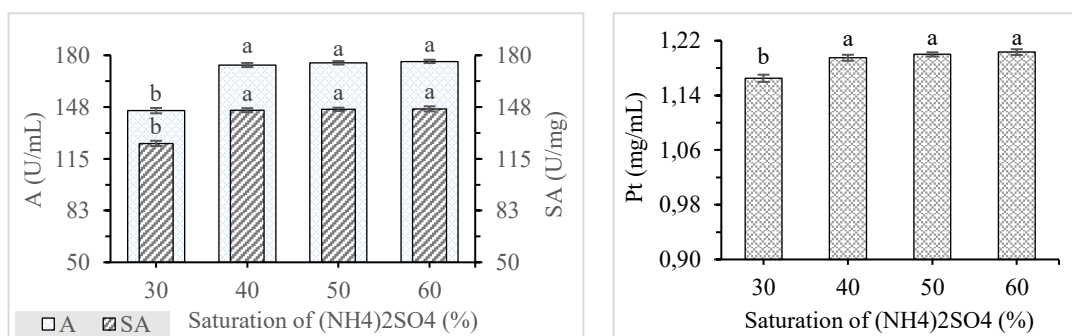 180
148
115
83
50
A (U/mL)
b
b
a
a
a
a
a
a
180
148
115
83
50
SA (U/mg)
30 40 50 60
A SA
Saturation of (NH4)2SO4 (%)
1,22
1,14
1,06
0,98
0,90
Pt (mg/mL)
b
a
a
a
30 40 50 60
Saturation of (NH4)2SO4 (%)